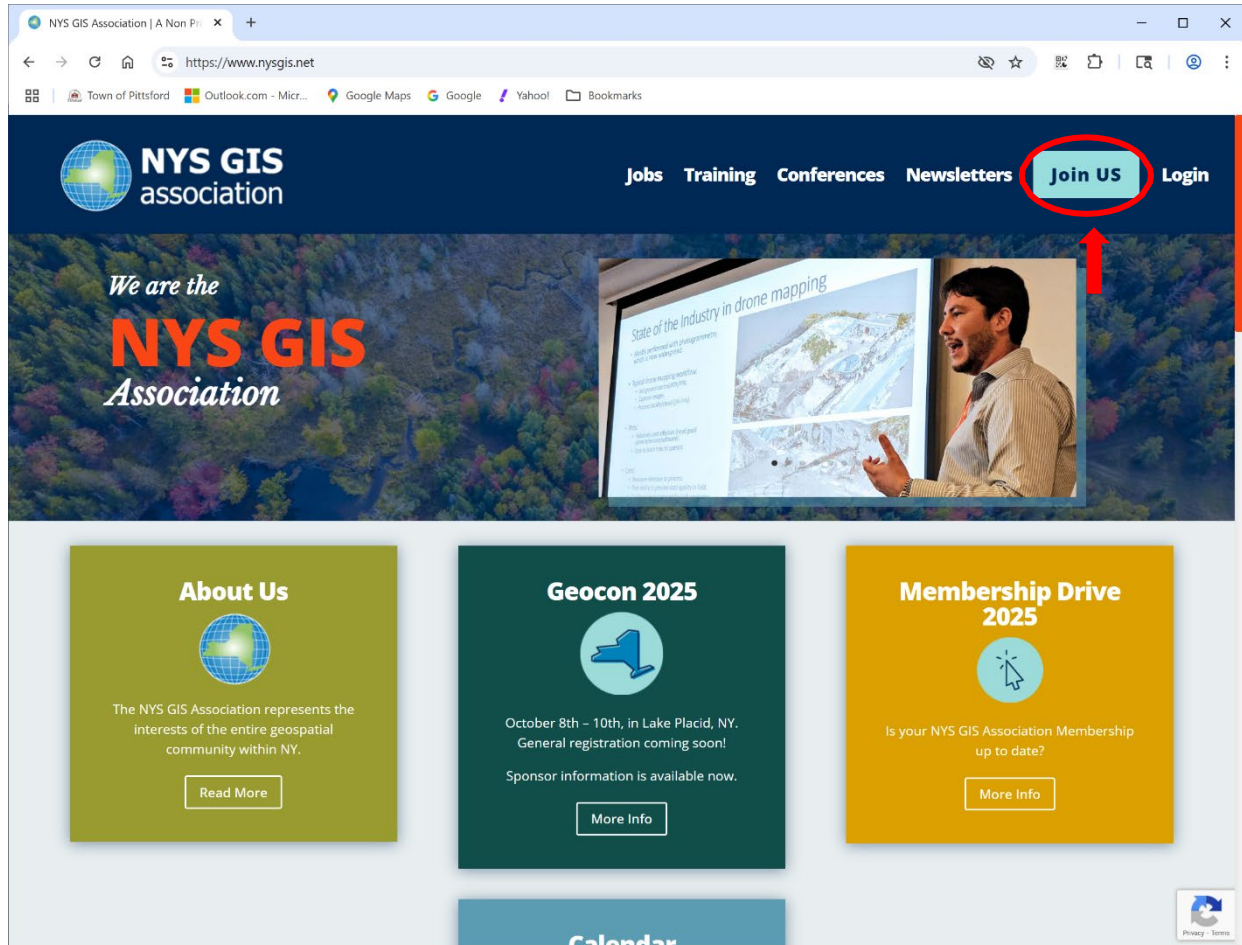 NYS GIS Association | A Non Pr
https://www.nysgis.net
Town of Pittsford Outlook.com - Micr... Google Maps Google Yahoo! Bookmarks
NYS GIS
association
Jobs Training Conferences Newsletters Join US Login
We are the
NYS GIS
Association
State of the Industry in drone mapping
About Us
The NYS GIS Association represents the
interests of the entire geospatial
community within NY.
Read More
Geocon 2025
October 8th – 10th, in Lake Placid, NY.
General registration coming soon!
Sponsor information is available now.
More Info
Membership Drive
2025
Is your NYS GIS Association Membership
up to date?
More Info
Calendar
Privacy - Terms